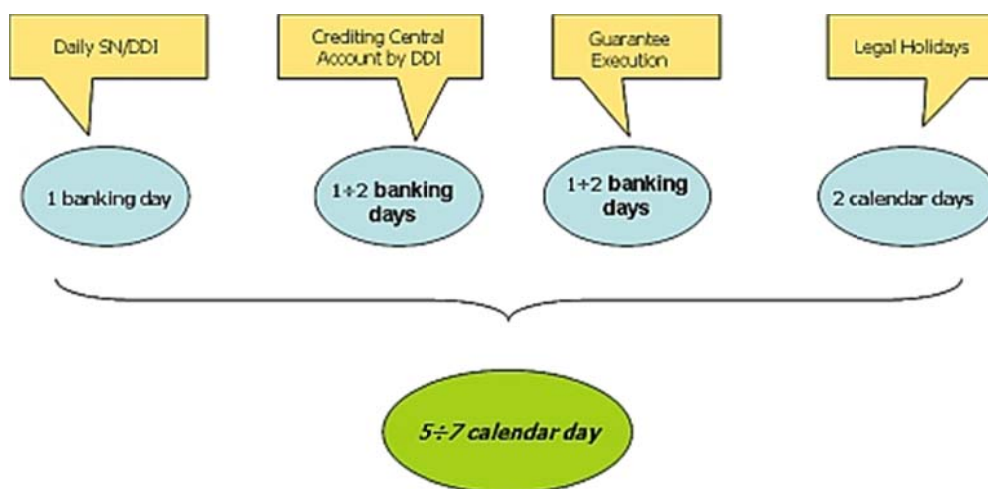 Daily SN/DDI
Crediting Central
Account by DDI
Guarantee
Execution
Legal Holidays
1 banking day
1÷2 banking
days
1÷2 banking
days
2 calendar days
5÷7 calendar day